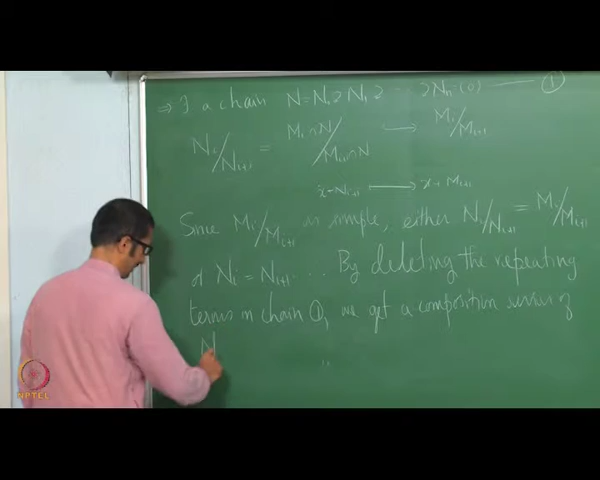 ⇒ ∃ a chain N = N₀ ⊇ N₁ ⊇ ... ⊇ Nₙ = (0) —— ①
Nᵢ/Nᵢ₊₁ = Mᵢ∩N/Mᵢ₊₁∩N ↪ Mᵢ/Mᵢ₊₁
x+Nᵢ₊₁ ⟼ x+Mᵢ₊₁
Since Mᵢ/Mᵢ₊₁ is simple, either Nᵢ/Nᵢ₊₁ = Mᵢ/Mᵢ₊₁
or Nᵢ = Nᵢ₊₁ ... By deleting the repeating
terms in chain ①, we get a composition series of
N
NPTEL